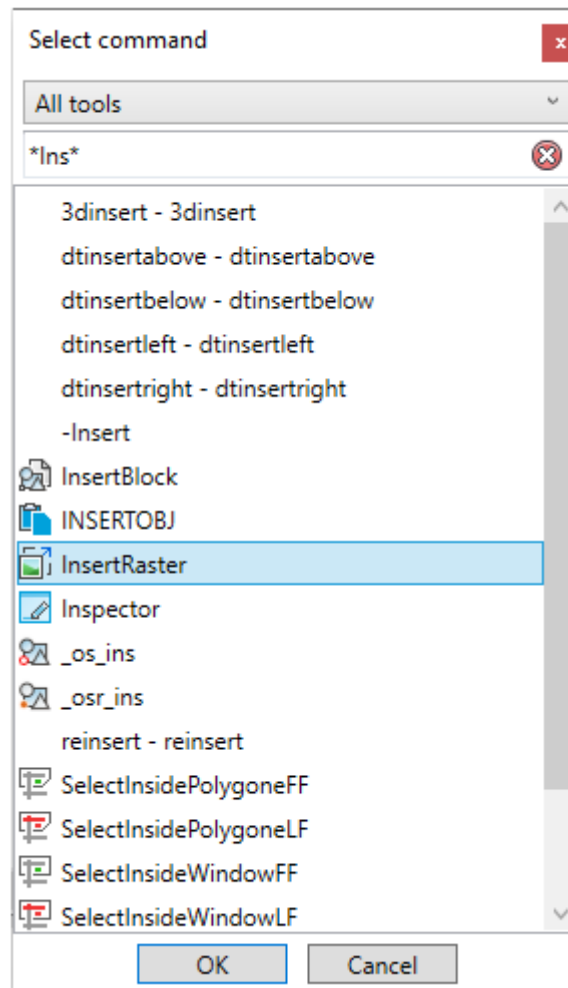 Select command
x
All tools
*Ins*
3dinsert - 3dinsert
dtinsertabove - dtinsertabove
dtinsertbelow - dtinsertbelow
dtinsertleft - dtinsertleft
dtinsertright - dtinsertright
-Insert
InsertBlock
INSERTOBJ
InsertRaster
Inspector
_os_ins
_osr_ins
reinsert - reinsert
SelectInsidePolygoneFF
SelectInsidePolygoneLF
SelectInsideWindowFF
SelectInsideWindowLF
OK Cancel